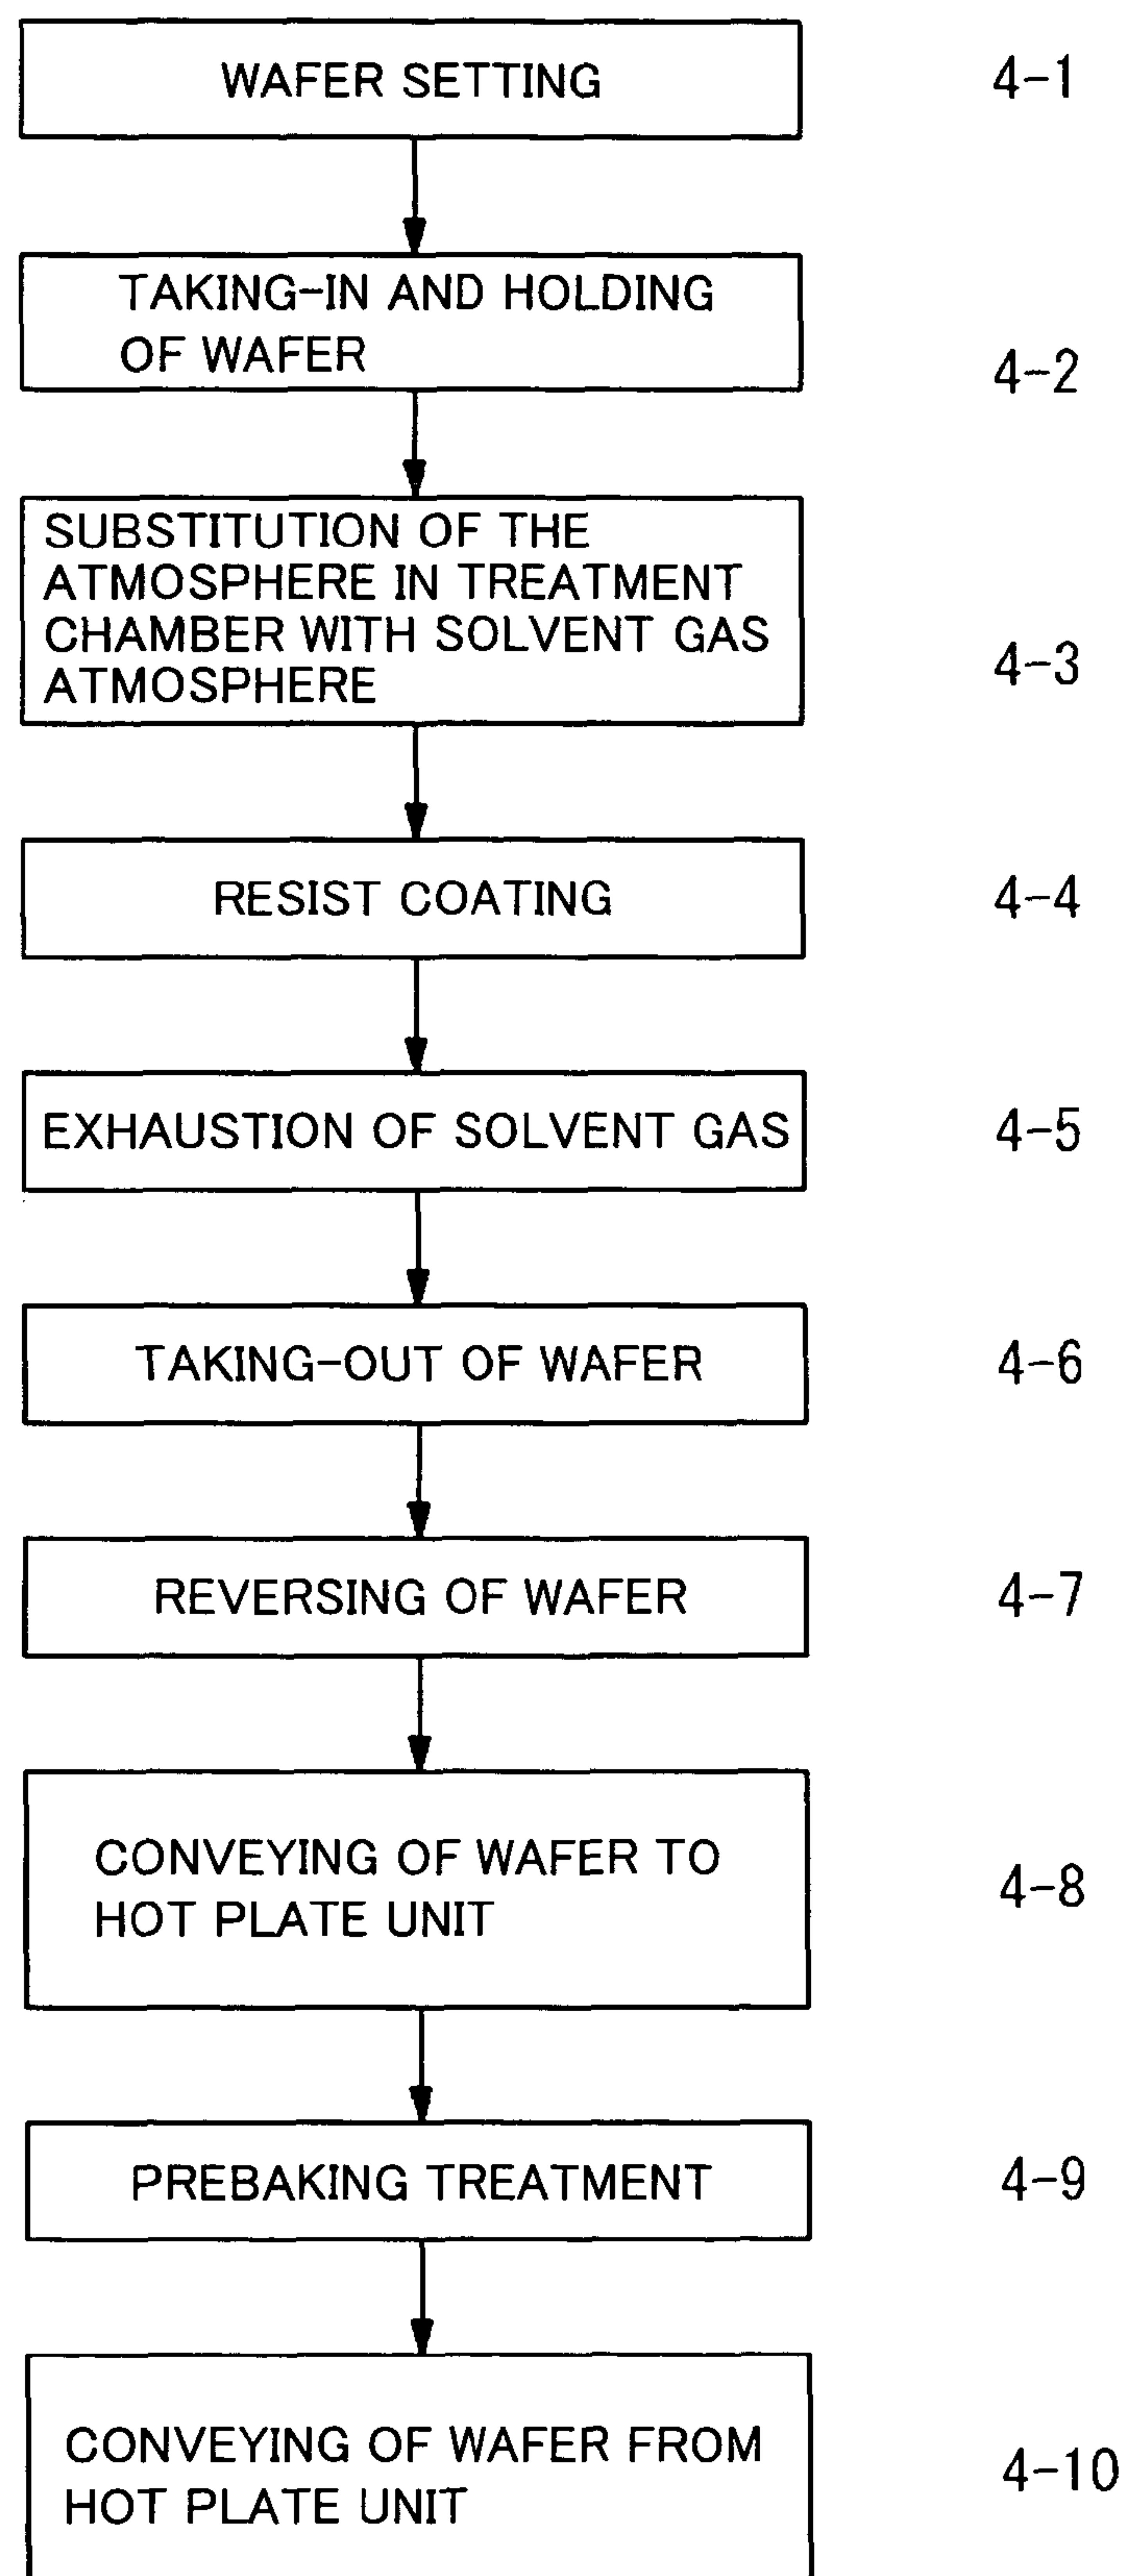 WAFER SETTING
4-1
TAKING-IN AND HOLDING
OF WAFER
4-2
SUBSTITUTION OF THE
ATMOSPHERE IN TREATMENT
CHAMBER WITH SOLVENT GAS
ATMOSPHERE
4-3
RESIST COATING
4-4
EXHAUSTION OF SOLVENT GAS
4-5
TAKING-OUT OF WAFER
4-6
REVERSING OF WAFER
4-7
CONVEYING OF WAFER TO
HOT PLATE UNIT
4-8
PREBAKING TREATMENT
4-9
CONVEYING OF WAFER FROM
HOT PLATE UNIT
4-10